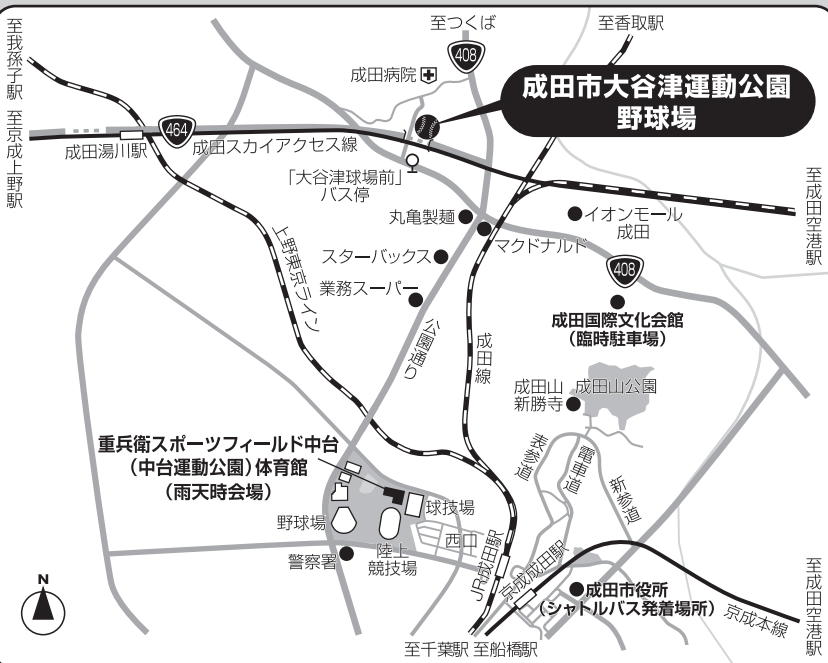 至我孫子駅
至京成上野駅
至つくば
408
至香取駅
成田病院
成田市大谷津運動公園
野球場
464
成田湯川駅
成田スカイアクセス線
「大谷津球場前」
バス停
至成田空港駅
丸亀製麺
マクドナルド
イオンモール
成田
スターバックス
業務スーパー
上野東京ライン
公園通り
成田線
408
成田国際文化会館
(臨時駐車場)
成田山
新勝寺
成田山公園
表参道
電車道
新参道
重兵衛スポーツフィールド中台
(中台運動公園)体育館
(雨天時会場)
野球場
球技場
陸上
競技場
西口
警察署
JR成田駅
京成成田駅
成田市役所
(シャトルバス発着場所)
京成本線
至成田空港駅
至千葉駅
至船橋駅
N